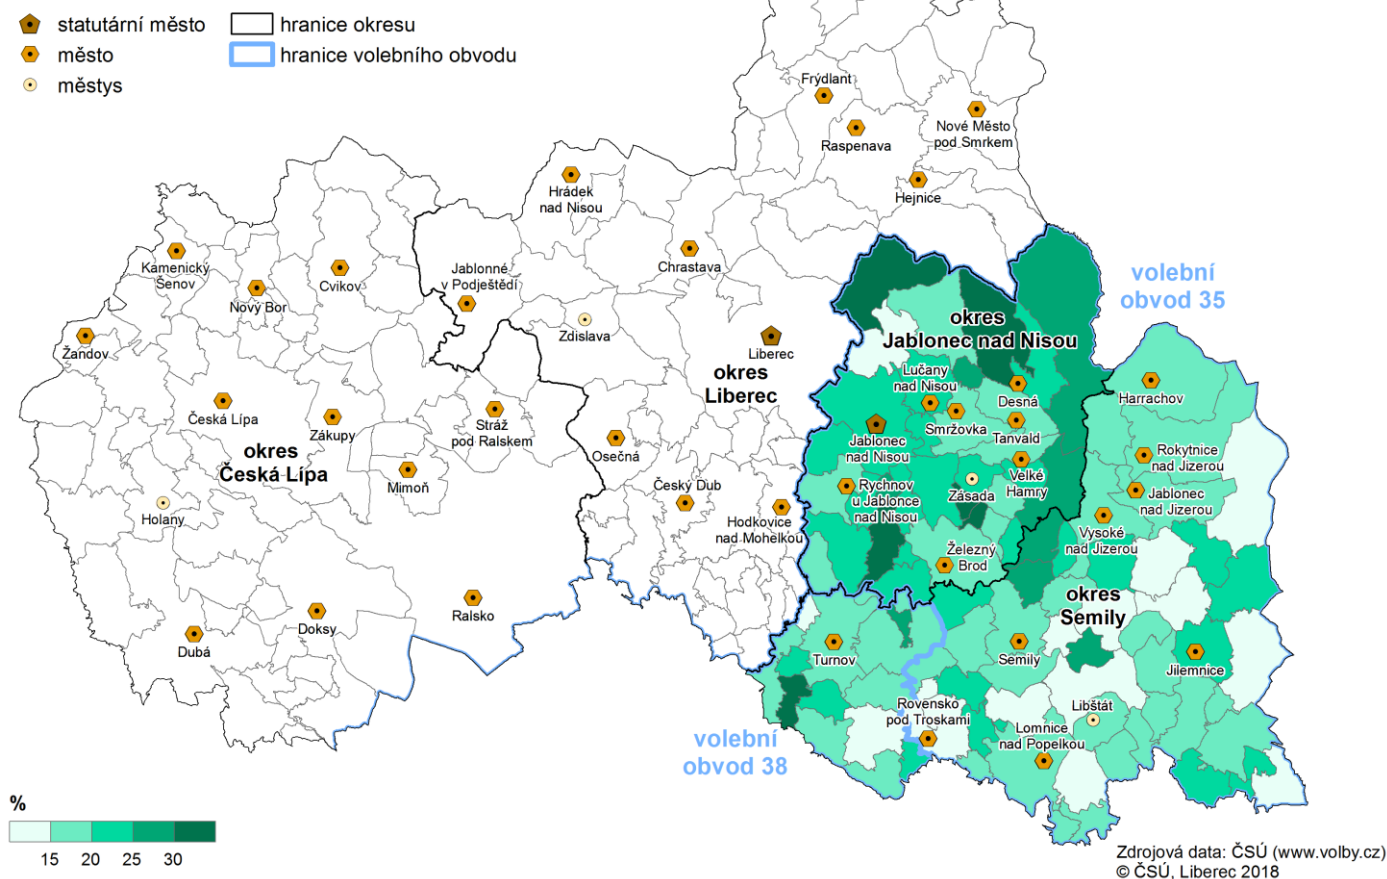 statutární město
město
městys
hranice okresu
hranice volebního obvodu
Frýdlant
Raspenava
Nové Město
pod Smrkem
Hejnice
Hrádek
nad Nisou
Chrastava
Kamenický
Šenov
Nový Bor
Cvikov
Jablonné
v Podještědí
Zdislava
Žandov
Liberec
okres
Liberec
volební
obvod 35
okres
Jablonec nad Nisou
Lučany
nad Nisou
Desná
Smržovka
Tanvald
Harrachov
Česká Lípa
Zákupy
Stráž
pod Ralskem
okres
Česká Lípa
Mimoň
Osečná
Jablonec
nad Nisou
Rokytnice
nad Jizerou
Jablonec
nad Jizerou
Holany
Český Dub
Hodkovice
nad Mohelkou
Rychnov
u Jablonce
nad Nisou
Zásada
Velké
Hamry
Vysoké
nad Jizerou
Železný
Brod
okres
Semily
Dubá
Doksy
Ralsko
Turnov
Semily
Jilemnice
Rovensko
pod Troskami
Lomnice
nad Popelkou
Libštát
volební
obvod 38
%
15 20 25 30
Zdrojová data: ČSÚ (www.volby.cz)
© ČSÚ, Liberec 2018